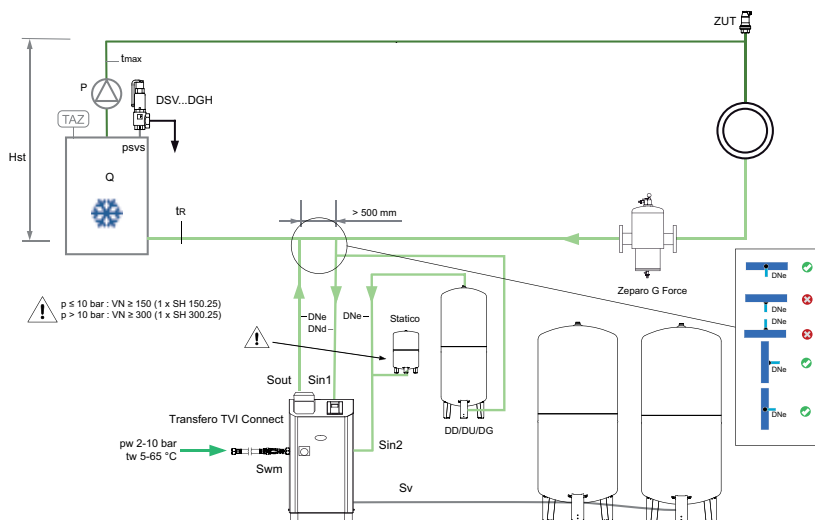 ZUT
tmax
P
DSV...DGH
TAZ
psvs
Hst
Q
tR
> 500 mm
Zeparo G Force
p ≤ 10 bar : VN ≥ 150 (1 x SH 150.25)
p > 10 bar : VN ≥ 300 (1 x SH 300.25)
DNe
DNd
DNe
Statico
Sout
Sin1
DD/DU/DG
Transfero TVI Connect
pw 2-10 bar
tw 5-65 °C
Swm
Sin2
Sv
DNe
DNe
DNe
DNe
DNe